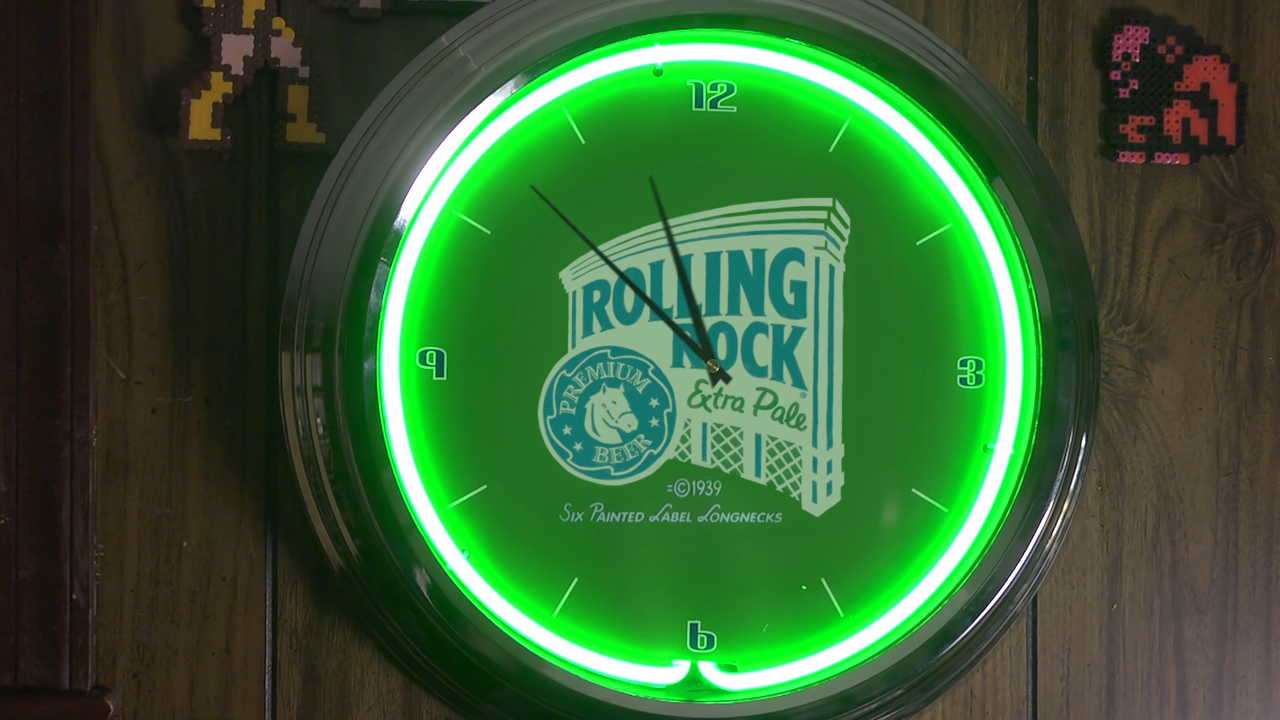 12
ROLLING
ROCK
Extra Pale
PREMIUM
BEER
9
3
=©1939
SIX PAINTED LABEL LONGNECKS
6